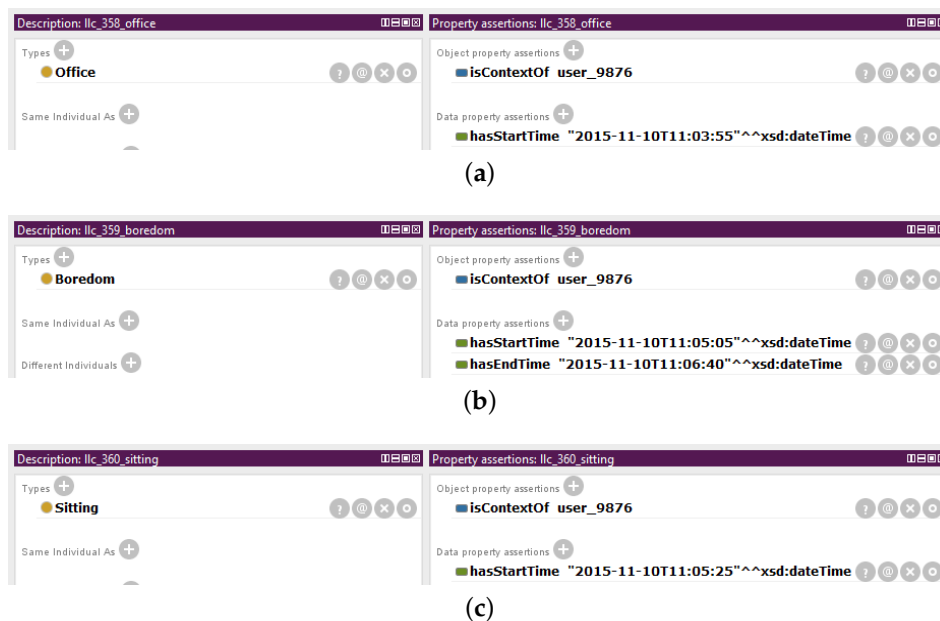 Description: llc_358_office
Property assertions: llc_358_office
Types
Office
Same Individual As
Object property assertions
isContextOf user_9876
Data property assertions
hasStartTime "2015-11-10T11:03:55"^^xsd:dateTime
(a)
Description: llc_359_boredom
Property assertions: llc_359_boredom
Types
Boredom
Same Individual As
Different Individuals
Object property assertions
isContextOf user_9876
Data property assertions
hasStartTime "2015-11-10T11:05:05"^^xsd:dateTime
hasEndTime "2015-11-10T11:06:40"^^xsd:dateTime
(b)
Description: llc_360_sitting
Property assertions: llc_360_sitting
Types
Sitting
Same Individual As
Object property assertions
isContextOf user_9876
Data property assertions
hasStartTime "2015-11-10T11:05:25"^^xsd:dateTime
(c)